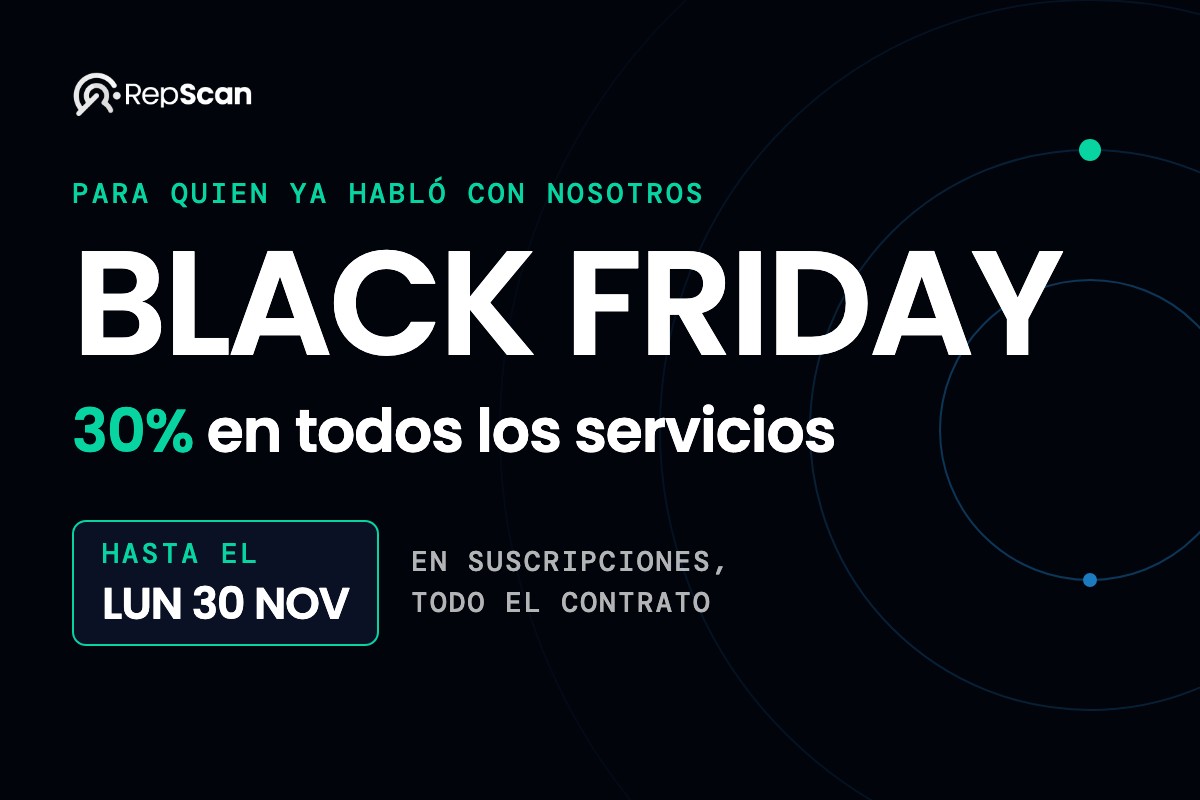 RepScan
PARA QUIEN YA HABLÓ CON NOSOTROS
BLACK FRIDAY
30% en todos los servicios
HASTA EL
LUN 30 NOV
EN SUSCRIPCIONES,
TODO EL CONTRATO